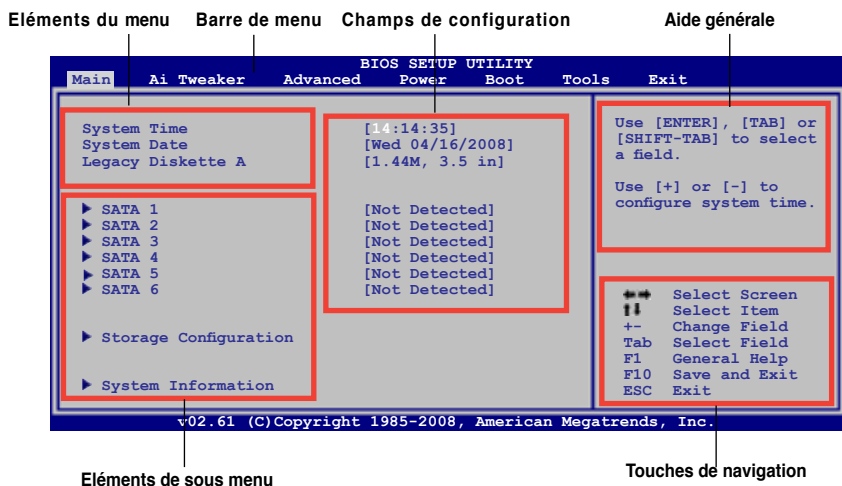 Eléments du menu Barre de menu Champs de configuration Aide générale
BIOS SETUP UTILITY
Main Ai Tweaker Advanced Power Boot Tools Exit
System Time [14:14:35]
System Date [Wed 04/16/2008]
Legacy Diskette A [1.44M, 3.5 in]
SATA 1 [Not Detected]
SATA 2 [Not Detected]
SATA 3 [Not Detected]
SATA 4 [Not Detected]
SATA 5 [Not Detected]
SATA 6 [Not Detected]
Storage Configuration
System Information
Use [ENTER], [TAB] or
[SHIFT-TAB] to select
a field.
Use [+] or [-] to
configure system time.
←→ Select Screen
↑↓ Select Item
+- Change Field
Tab Select Field
F1 General Help
F10 Save and Exit
ESC Exit
v02.61 (C)Copyright 1985-2008, American Megatrends, Inc.
Eléments de sous menu
Touches de navigation